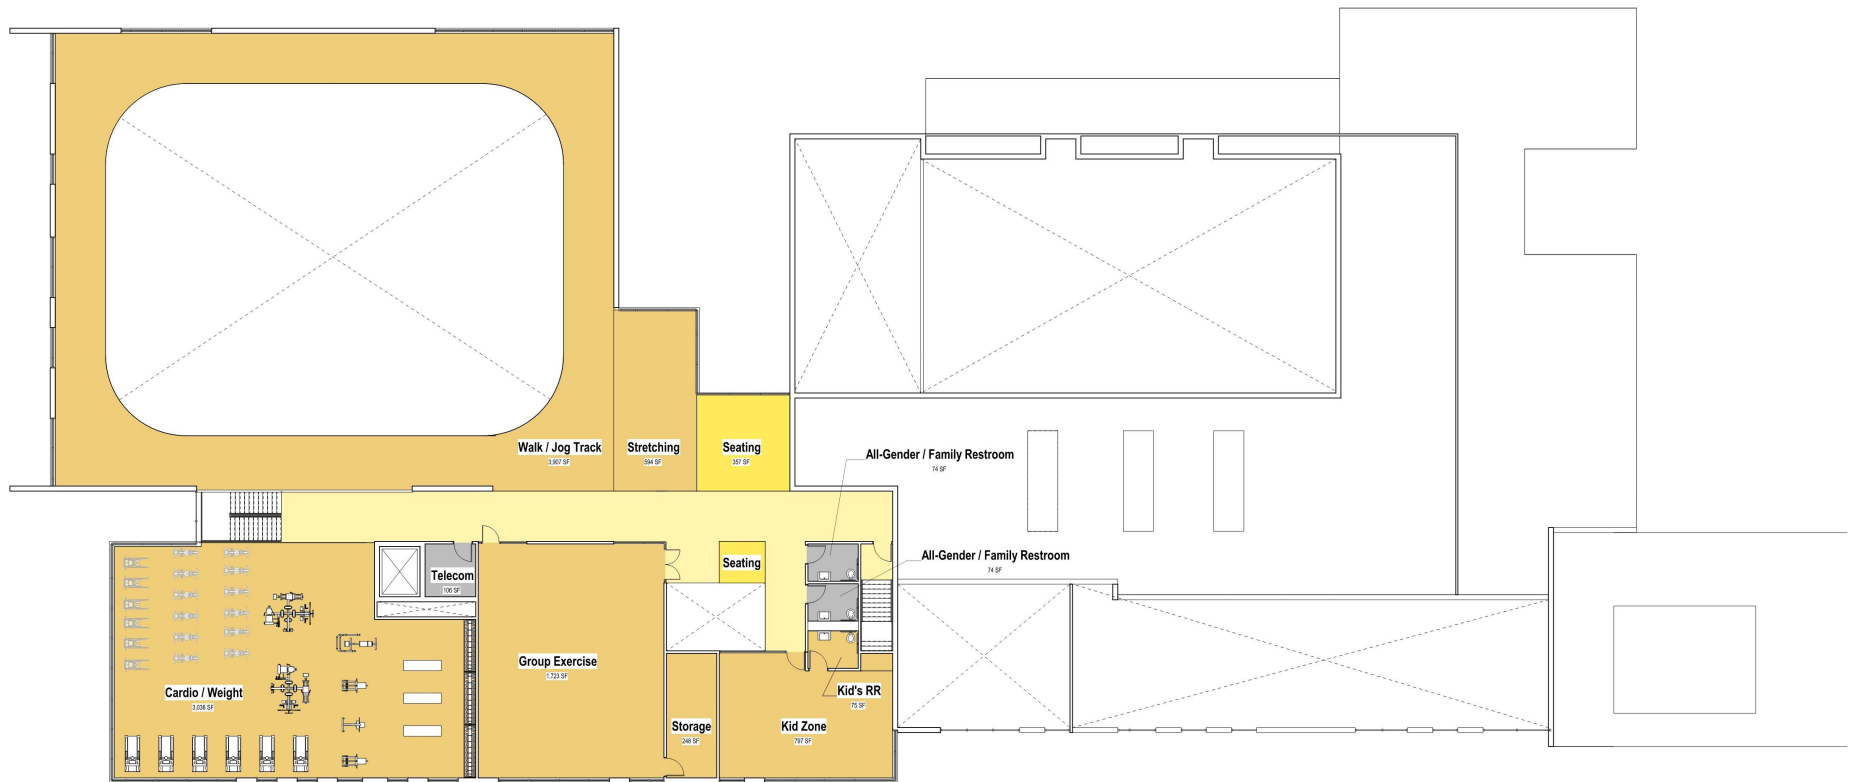 Walk / Jog Track
3,907 SF
Stretching
594 SF
Seating
357 SF
All-Gender / Family Restroom
74 SF
All-Gender / Family Restroom
74 SF
Seating
Telecom
106 SF
Group Exercise
1,723 SF
Cardio / Weight
3,038 SF
Kid's RR
75 SF
Storage
248 SF
Kid Zone
797 SF